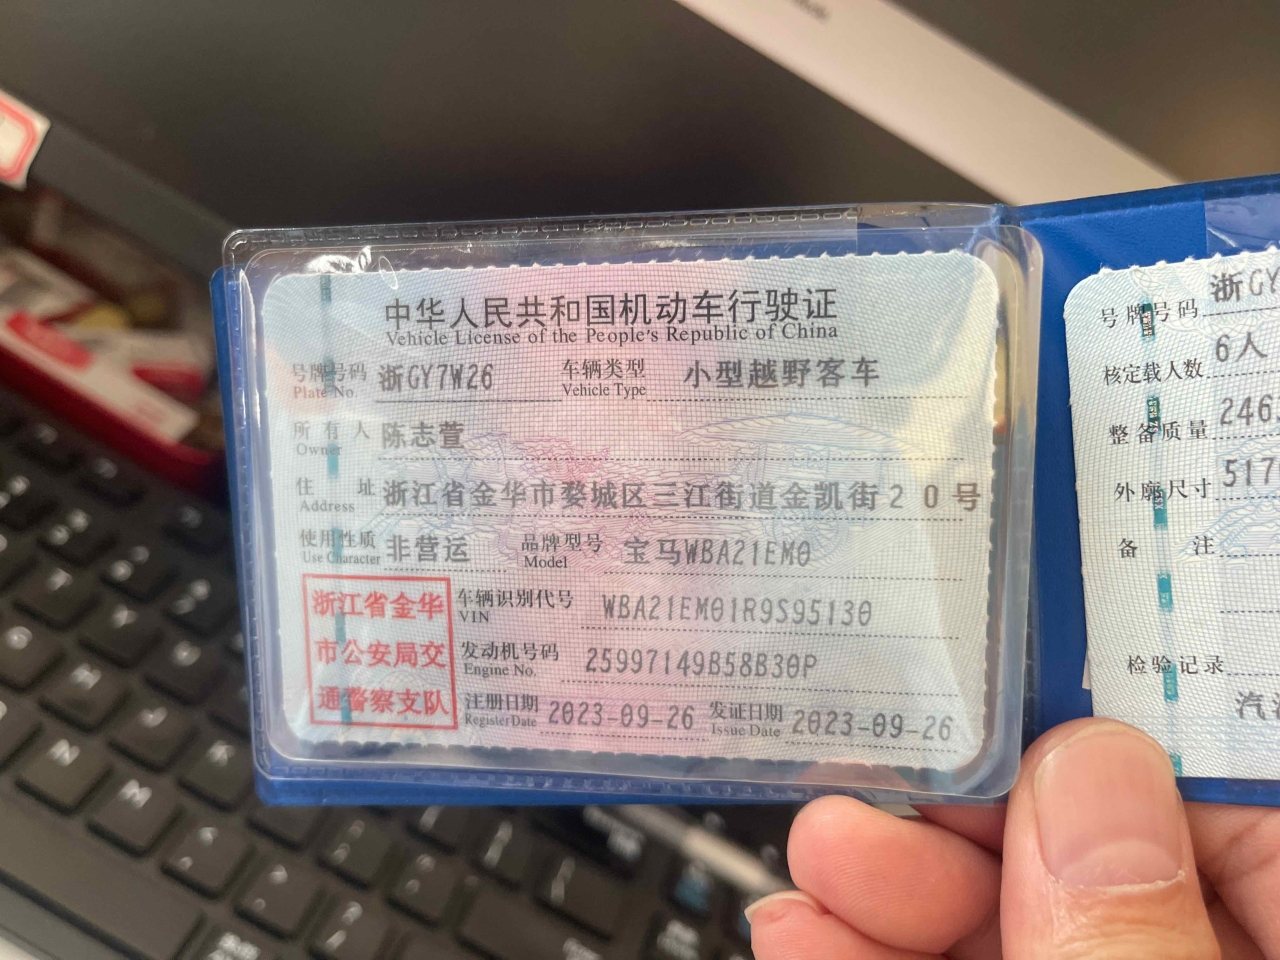 中华人民共和国机动车行驶证
Vehicle License of the People's Republic of China
号牌号码 浙GY7W26 车辆类型 小型越野客车
Plate No. Vehicle Type
所有人 陈志萱
Owner
住址 浙江省金华市婺城区三江街道金凯街20号
Address
使用性质 非营运 品牌型号 宝马WBA21EM0
Use Character Model
浙江省金华
市公安局交
通警察支队
车辆识别代号 WBA21EM01R9S95130
VIN
发动机号码 25997149B58B30P
Engine No.
注册日期 2023-09-26 发证日期 2023-09-26
Register Date Issue Date
号牌号码 浙GY
核定载人数 6人
整备质量 246
外廓尺寸 517
备注
检验记录